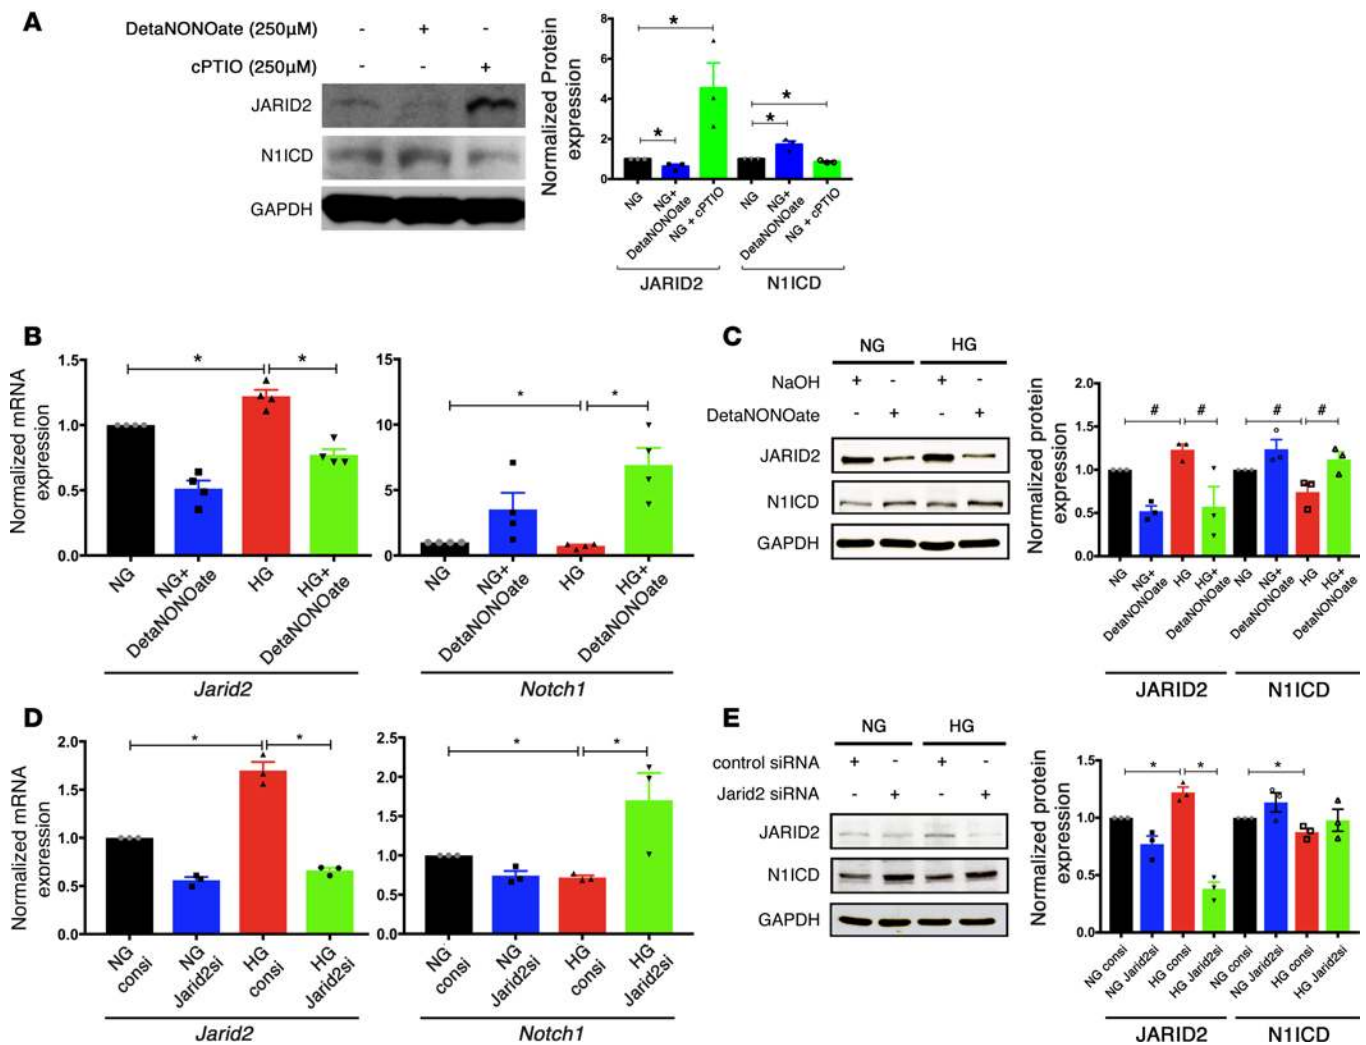 A
DetaNONOate (250μM) - + -
cPTIO (250μM) - - +
JARID2
N1ICD
GAPDH
Normalized Protein
expression
8
6
4
2
0
* * * *
NG
NG+
DetaNONOate
NG + cPTIO
NG
NG+
DetaNONOate
NG + cPTIO
JARID2 N1ICD
B
Normalized mRNA
expression
1.5
1.0
0.5
0.0
* *
NG
NG+
DetaNONOate
HG
HG+
DetaNONOate
Jarid2
15
10
5
0
* *
NG
NG+
DetaNONOate
HG
HG+
DetaNONOate
Notch1
C
NG HG
NaOH + - + -
DetaNONOate - + - +
JARID2
N1ICD
GAPDH
Normalized protein
expression
2.0
1.5
1.0
0.5
0.0
# # # #
NG
NG+
DetaNONOate
HG
HG+
DetaNONOate
NG
NG+
DetaNONOate
HG
HG+
DetaNONOate
JARID2 N1ICD
D
Normalized mRNA
expression
2.0
1.5
1.0
0.5
0.0
* *
NG
consi
NG
Jarid2si
HG
consi
HG
Jarid2si
Jarid2
2.5
2.0
1.5
1.0
0.5
0.0
* *
NG
consi
NG
Jarid2si
HG
consi
HG
Jarid2si
Notch1
E
NG HG
control siRNA + - + -
Jarid2 siRNA - + - +
JARID2
N1ICD
GAPDH
Normalized protein
expression
2.0
1.5
1.0
0.5
0.0
* * *
NG consi
NG Jarid2si
HG consi
HG Jarid2si
NG consi
NG Jarid2si
HG consi
HG Jarid2si
JARID2 N1ICD